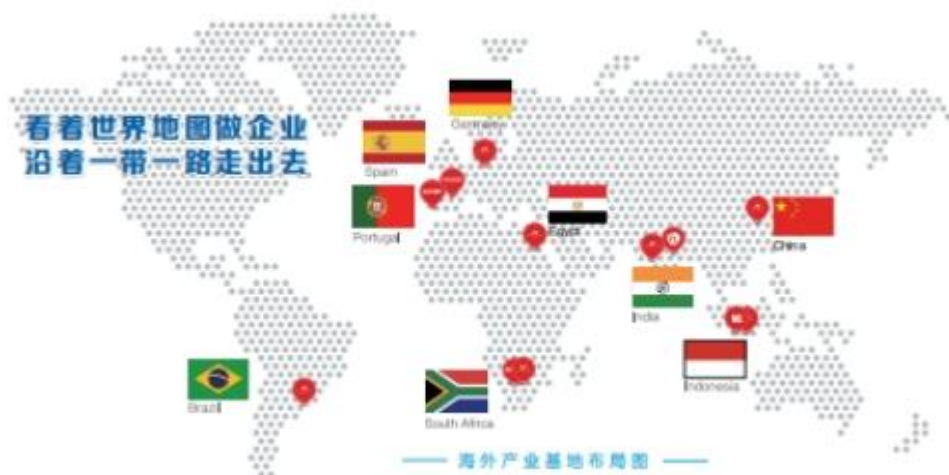 看着世界地图做企业
沿着一带一路走出去
Germany
Spain
Portugal
Egypt
China
India
Indonesia
Brazil
South Africa
海外产业基地布局图